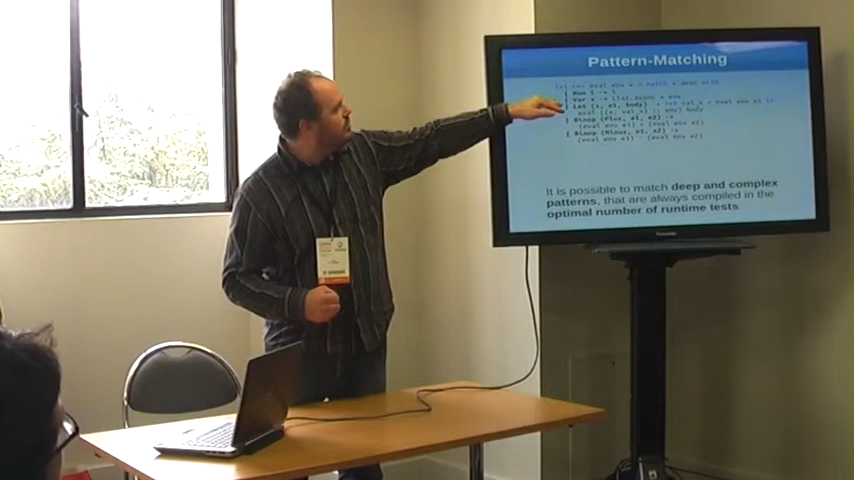 Pattern-Matching
let rec eval env v = match v.desc with
| Num i -> i
| Var x -> List.assoc x env
| Let (x, e1, body) -> let val_x = eval env e1 in
eval ((x, val_x) :: env) body
| Binop (Plus, e1, e2) ->
(eval env e1) + (eval env e2)
| Binop (Minus, e1, e2) ->
(eval env e1) - (eval env e2)
It is possible to match deep and complex
patterns, that are always compiled in the
optimal number of runtime tests.